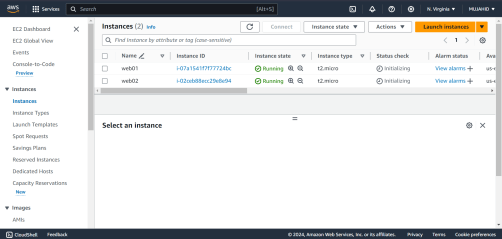 aws
Services
Search
[Alt+S]
N. Virginia
MUJAHID
EC2 Dashboard
EC2 Global View
Events
Console-to-Code
Preview
Instances
Instances
Instance Types
Launch Templates
Spot Requests
Savings Plans
Reserved Instances
Dedicated Hosts
Capacity Reservations
New
Images
AMIs
Instances (2) Info
Connect
Instance state
Actions
Launch instances
Find Instance by attribute or tag (case-sensitive)
1
Name
Instance ID
Instance state
Instance type
Status check
Alarm status
Avai
web01
i-07a1541f7f77724bc
Running
t2.micro
Initializing
View alarms
us-e
web02
i-02ceb88ecc29e8e94
Running
t2.micro
Initializing
View alarms
us-e
Select an instance
CloudShell
Feedback
© 2024, Amazon Web Services, Inc. or its affiliates.
Privacy
Terms
Cookie preferences